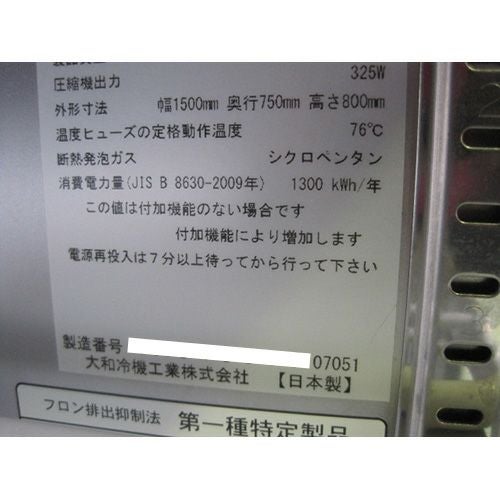 圧縮機出力 325W
外形寸法 幅1500mm 奥行750mm 高さ800mm
温度ヒューズの定格動作温度 76℃
断熱発泡ガス シクロペンタン
消費電力量(JIS B 8630-2009年) 1300 kWh/年
この値は付加機能のない場合です
付加機能により増加します
電源再投入は7分以上待ってから行って下さい
製造番号 07051
大和冷機工業株式会社 【日本製】
フロン排出抑制法 第一種特定製品